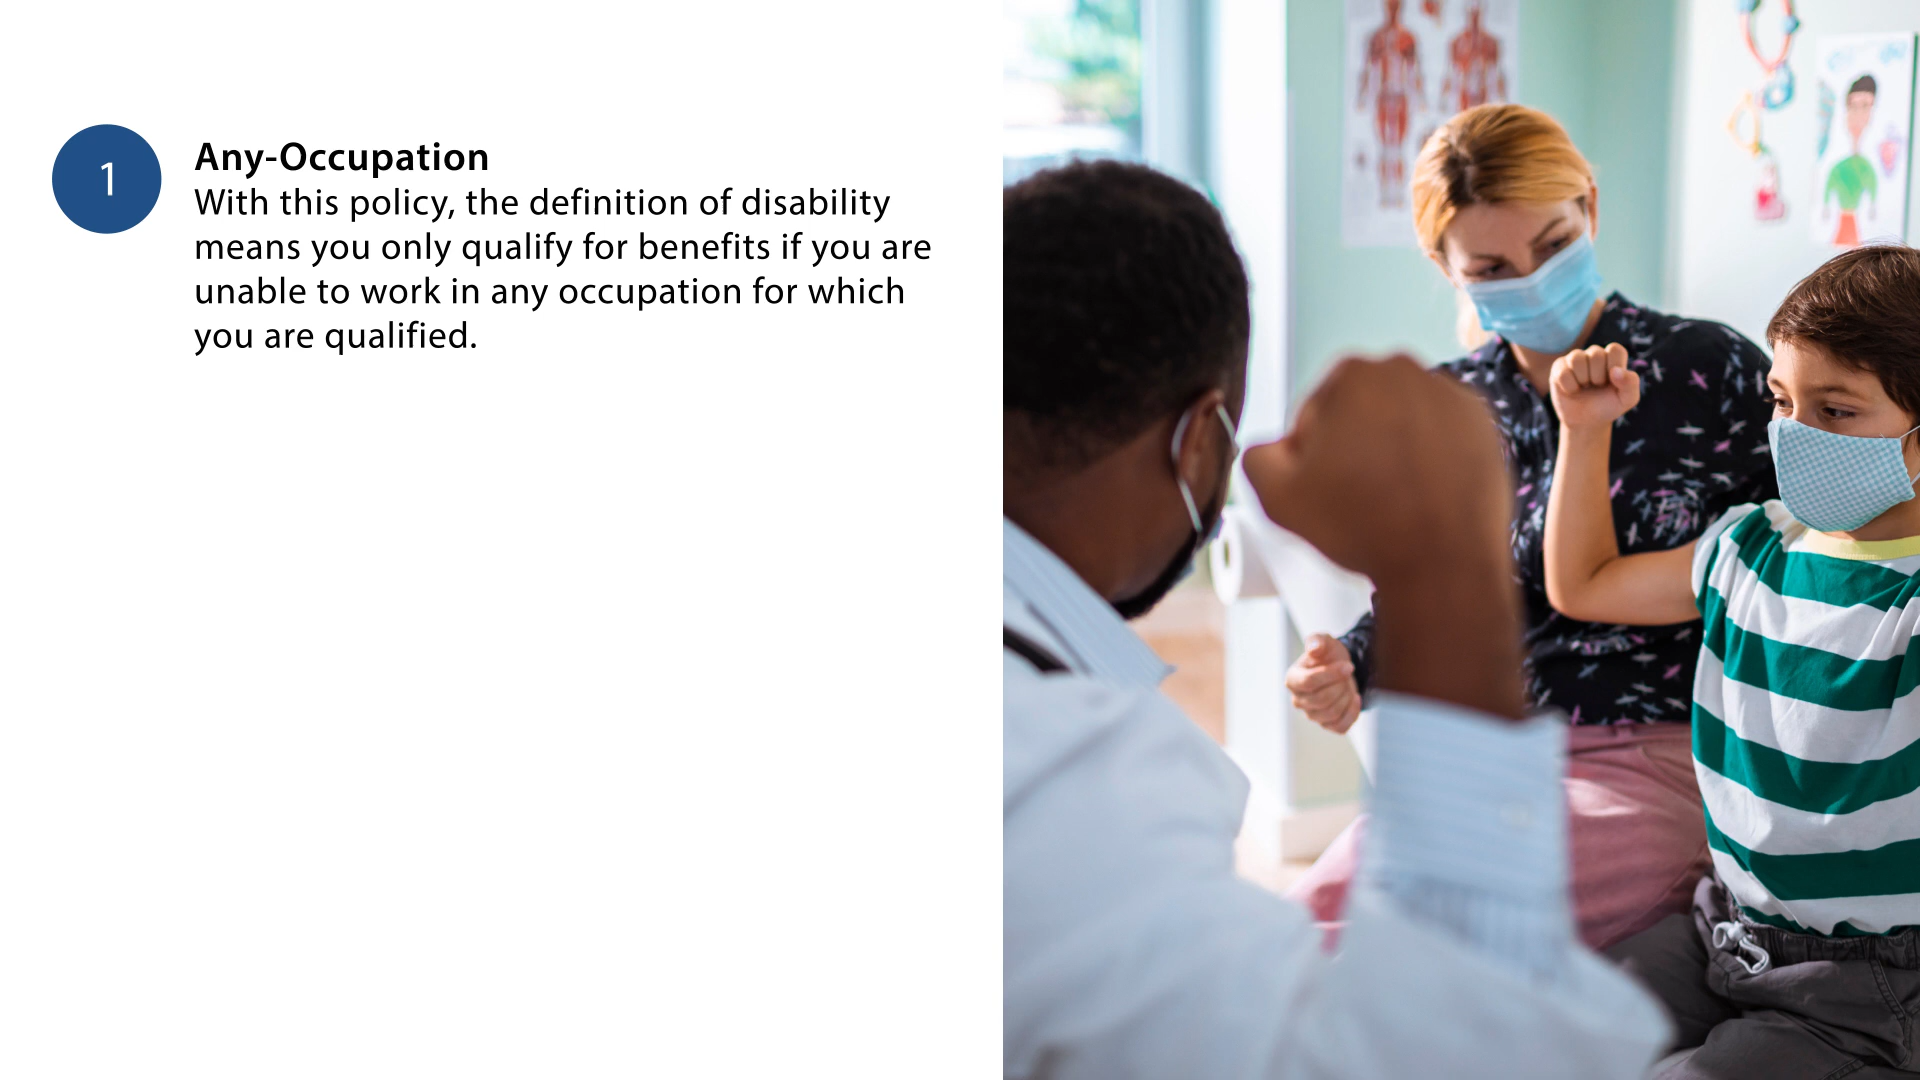 1
Any-Occupation
With this policy, the definition of disability
means you only qualify for benefits if you are
unable to work in any occupation for which
you are qualified.